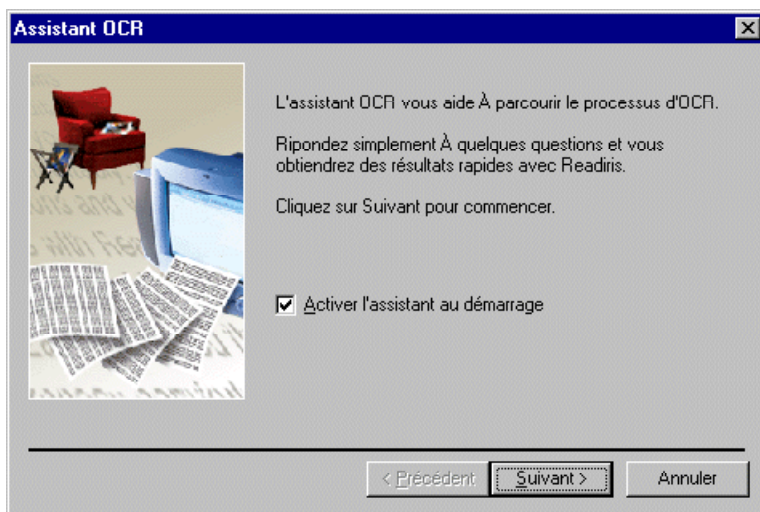 Assistant OCR
L'assistant OCR vous aide À parcourir le processus d'OCR.
Ripondez simplement À quelques questions et vous
obtiendrez des résultats rapides avec Readiris.
Cliquez sur Suivant pour commencer.
Activer l'assistant au démarrage
< Précédent
Suivant >
Annuler